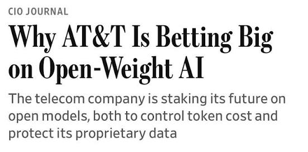 CIO JOURNAL
Why AT&T Is Betting Big
on Open-Weight AI
The telecom company is staking its future on
open models, both to control token cost and
protect its proprietary data